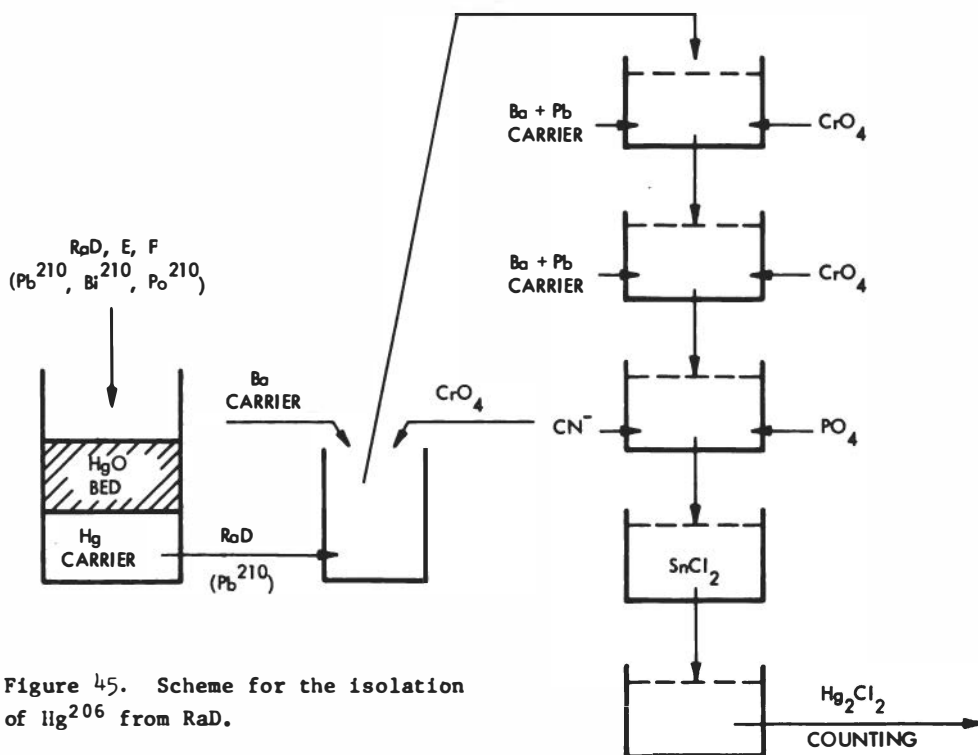 Ba + Pb
CARRIER
CrO₄
RaD, E, F
(Pb²¹⁰, Bi²¹⁰, Po²¹⁰)
Ba + Pb
CARRIER
CrO₄
Ba
CARRIER
CrO₄
CN⁻
PO₄
HgO
BED
Hg
CARRIER
RaD
(Pb²¹⁰)
SnCl₂
Figure 45. Scheme for the isolation
of Hg²⁰⁶ from RaD.
Hg₂Cl₂
COUNTING